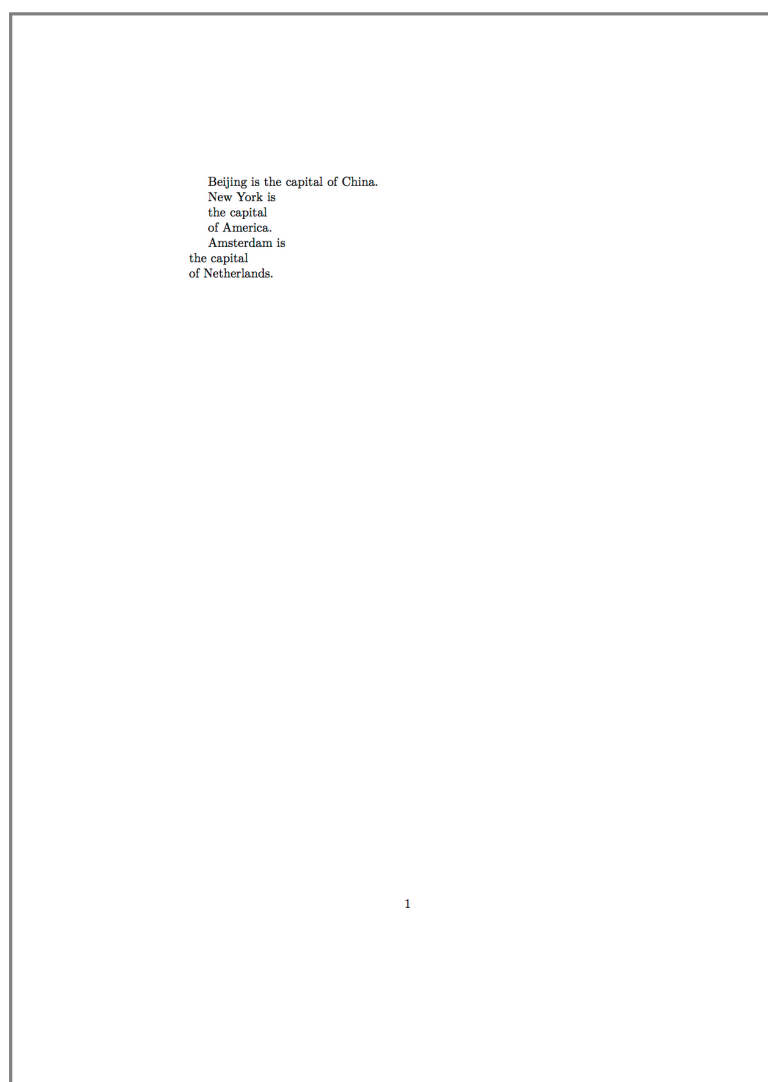 Beijing is the capital of China.
New York is
the capital
of America.
Amsterdam is
the capital
of Netherlands.
1